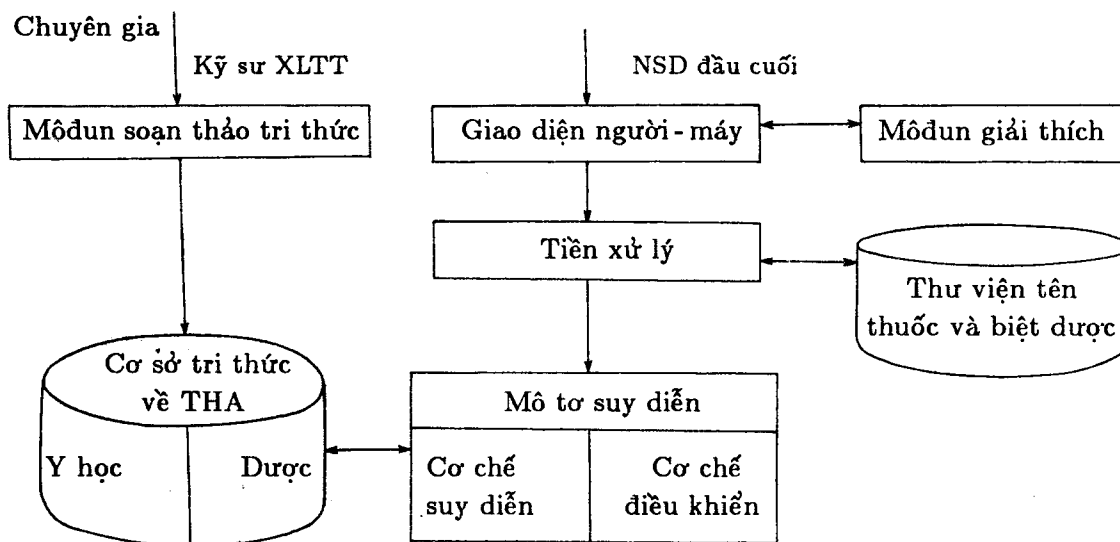 Chuyên gia
Kỹ sư XLTT
NSD đầu cuối
Môđun soạn thảo tri thức
Giao diện người - máy
Môđun giải thích
Tiền xử lý
Thư viện tên
thuốc và biệt dược
Cơ sở tri thức
về THA
Y học
Dược
Mô tơ suy diễn
Cơ chế
suy diễn
Cơ chế
điều khiển